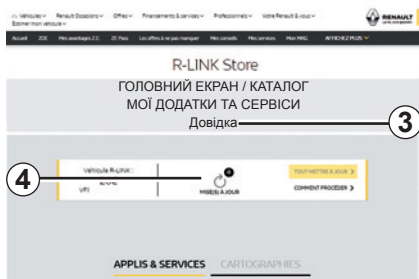 Véhicules Renault Occasions Offres Financements & services Professionnels Votre Renault & vous
Estimer mon véhicule
RENAULT
Accueil ZOE Mes avantages Z.E. ZE Pass Les offres à ne pas manquer Mes conseils Mes services Mon MAG AFFICHEZ PLUS
R-LINK Store
ГОЛОВНИЙ ЕКРАН / КАТАЛОГ
МОЇ ДОДАТКИ ТА СЕРВІСИ
Довідка
3
4
Véhicule R-LINK :
VF1
MISE(S) À JOUR
TOUT METTRE À JOUR
COMMENT PROCÉDER
APPLIS & SERVICES CARTOGRAPHIES